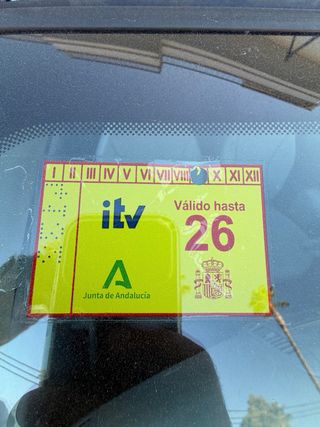 I II III IV V VI VII VIII X XI XII
itv
Válido hasta
26
Junta de Andalucía